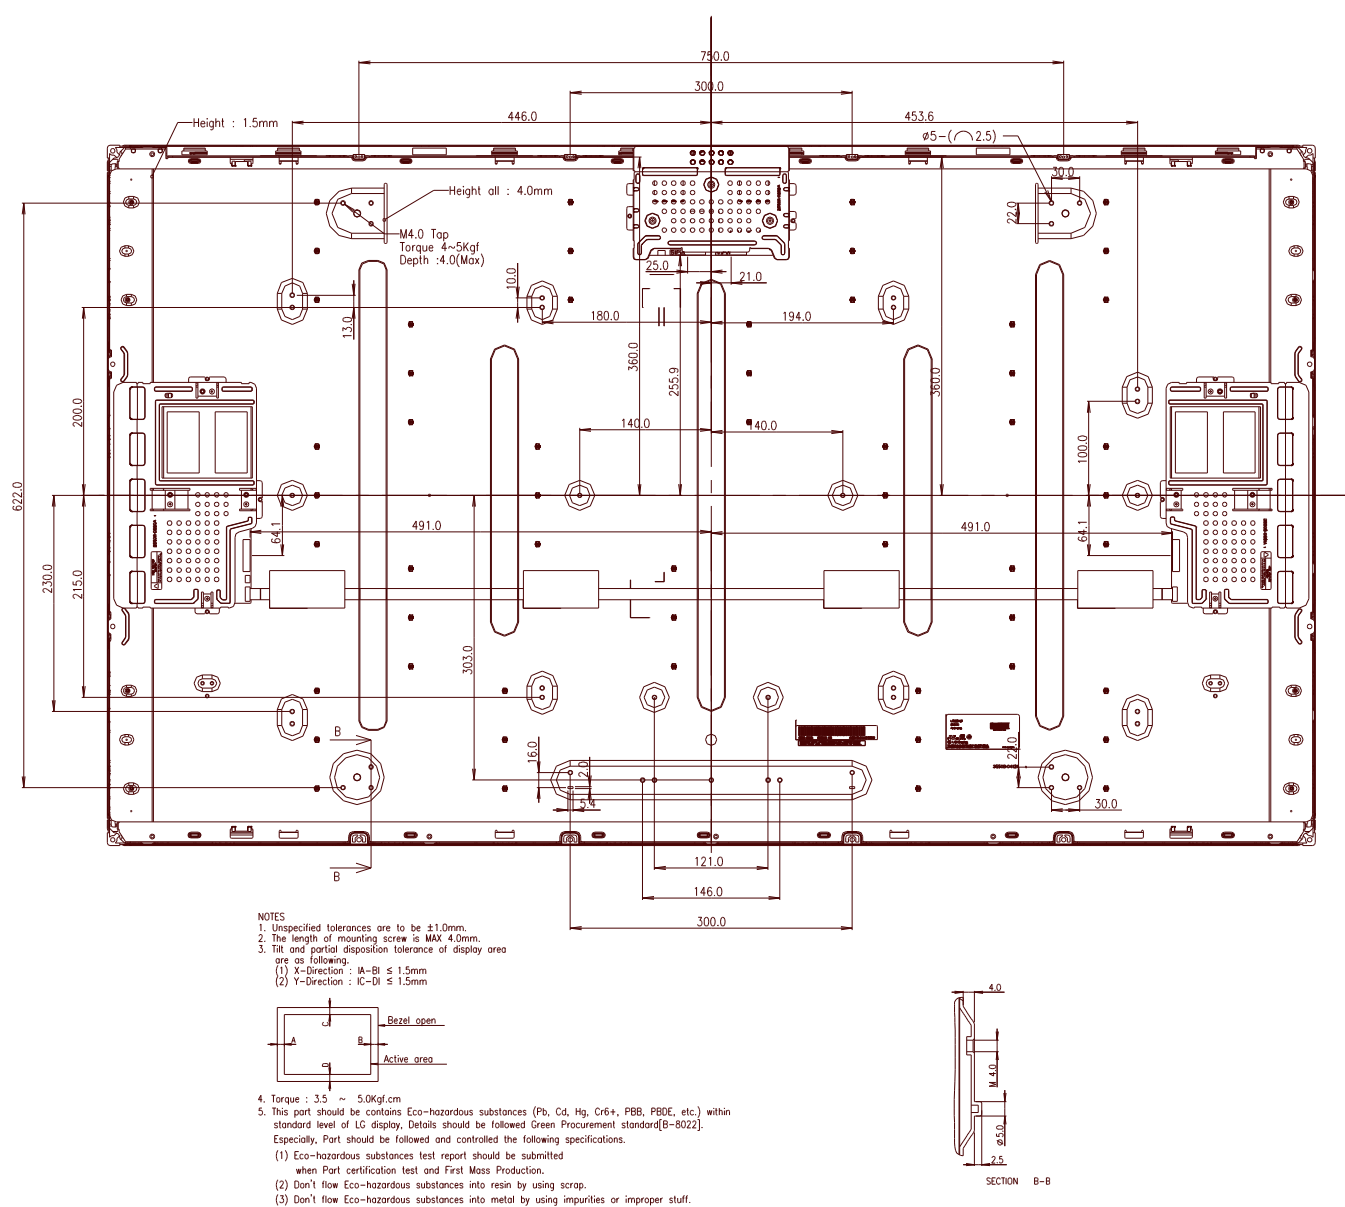 750.0
300.0
446.0
453.6
Height : 1.5mm
ø5-(⌒2.5)
30.0
Height all : 4.0mm
22.0
M4.0 Tap
Torque 4~5Kgf
Depth :4.0(Max)
25.0
21.0
10.0
13.0
180.0
194.0
360.0
255.9
360.0
200.0
140.0
140.0
100.0
622.0
491.0
491.0
64.1
64.1
230.0
215.0
303.0
B
16.0
2.0
22.0
5.4
30.0
121.0
B
146.0
300.0
NOTES
1. Unspecified tolerances are to be ±1.0mm.
2. The length of mounting screw is MAX 4.0mm.
3. Tilt and partial disposition tolerance of display area
are as following.
(1) X-Direction : IA-BI ≤ 1.5mm
(2) Y-Direction : IC-DI ≤ 1.5mm
C
Bezel open
A
B
D
Active area
4. Torque : 3.5 ~ 5.0Kgf.cm
5. This part should be contains Eco-hazardous substances (Pb, Cd, Hg, Cr6+, PBB, PBDE, etc.) within
standard level of LG display, Details should be followed Green Procurement standard[B-8022].
Especially, Part should be followed and controlled the following specifications.
(1) Eco-hazardous substances test report should be submitted
when Part certification test and First Mass Production.
(2) Don't flow Eco-hazardous substances into resin by using scrap.
(3) Don't flow Eco-hazardous substances into metal by using impurities or improper stuff.
4.0
M 4.0
ø5.0
2.5
SECTION B-B